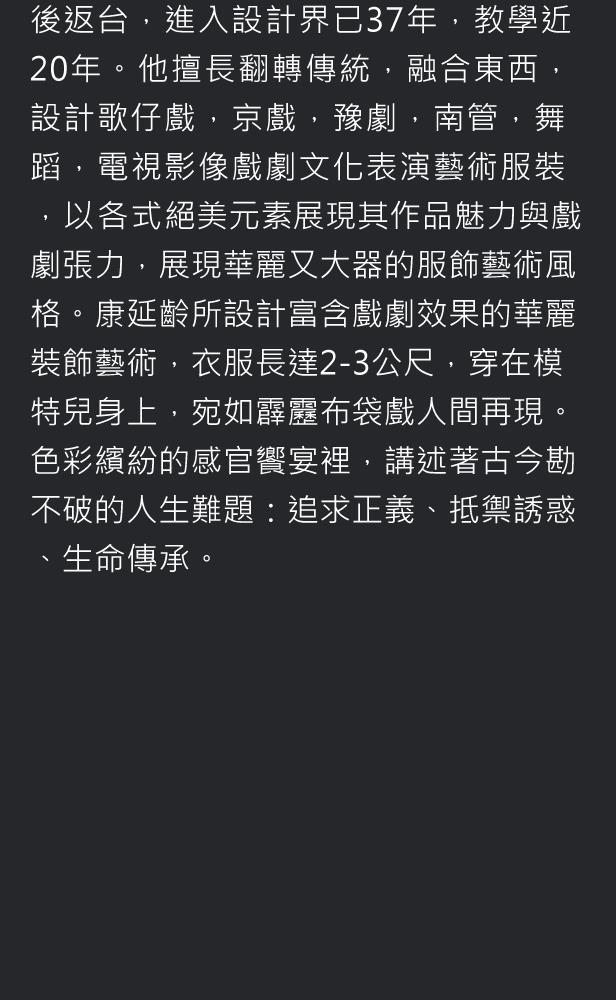 後返台，進入設計界已37年，教學近
20年。他擅長翻轉傳統，融合東西，
設計歌仔戲，京戲，豫劇，南管，舞
蹈，電視影像戲劇文化表演藝術服裝
，以各式絕美元素展現其作品魅力與戲
劇張力，展現華麗又大器的服飾藝術風
格。康延齡所設計富含戲劇效果的華麗
裝飾藝術，衣服長達2-3公尺，穿在模
特兒身上，宛如霹靂布袋戲人間再現。
色彩繽紛的感官饗宴裡，講述著古今勘
不破的人生難題：追求正義、抵禦誘惑
、生命傳承。